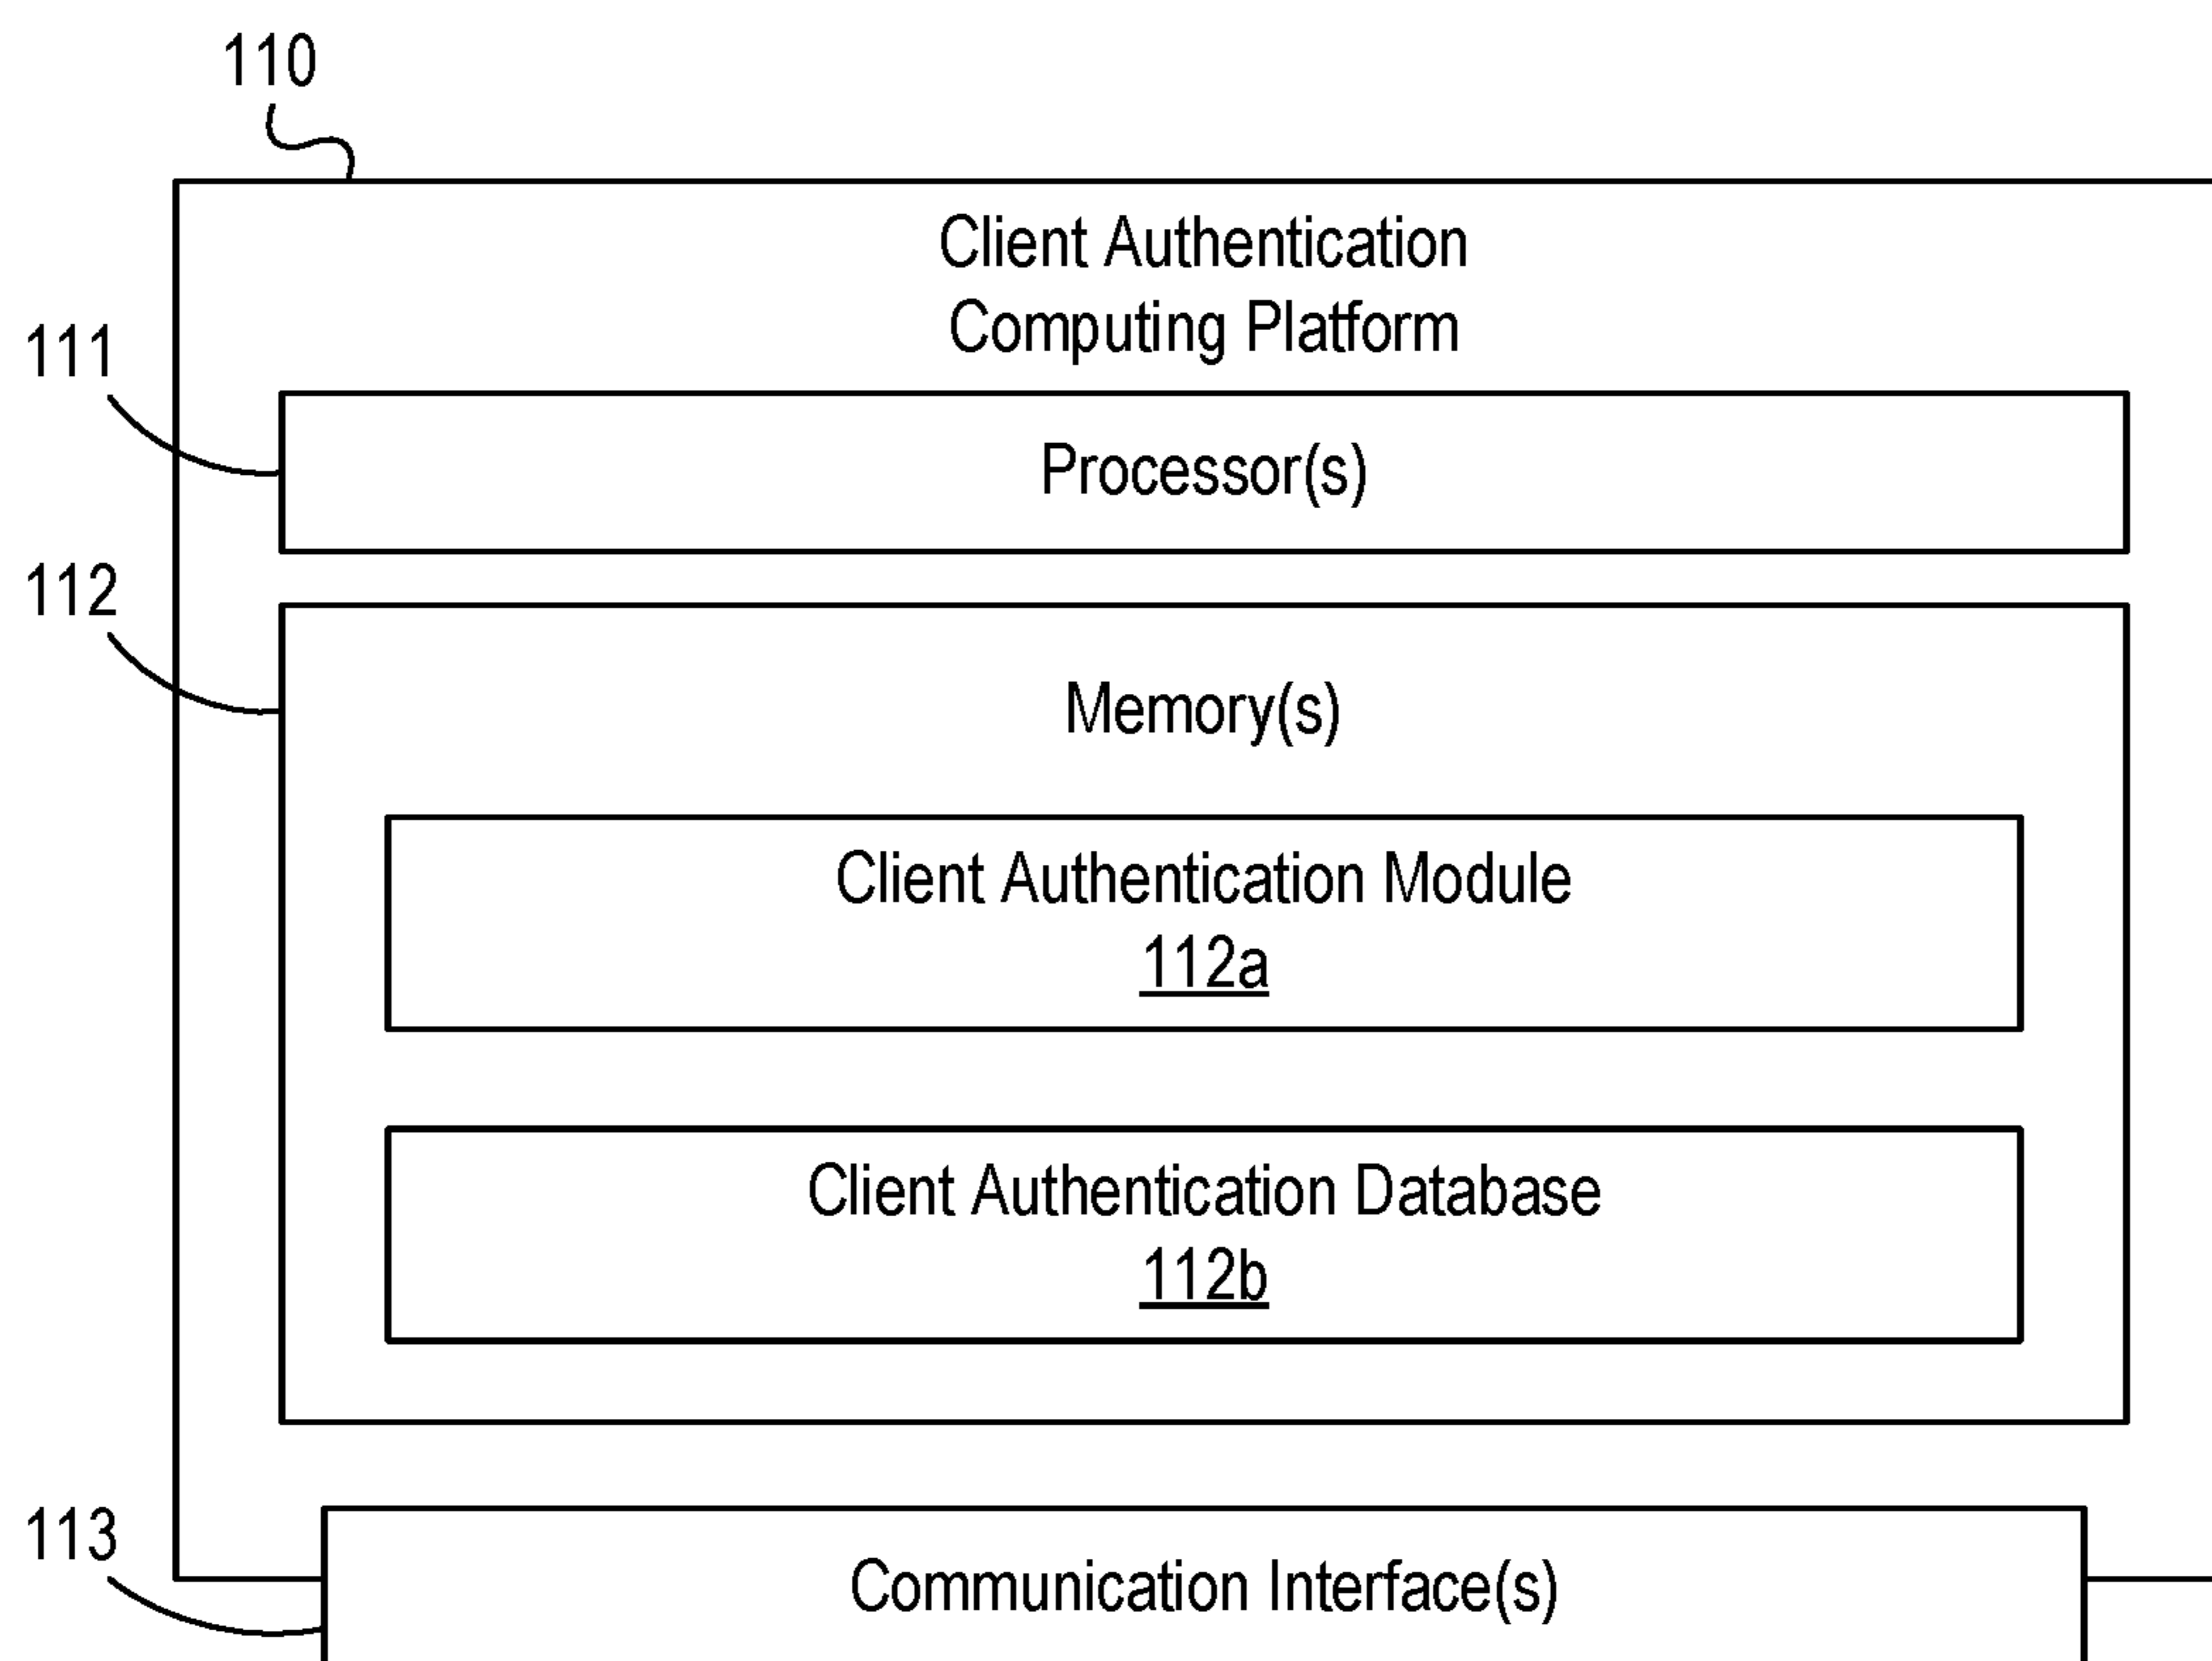 110
Client Authentication
Computing Platform
111
Processor(s)
112
Memory(s)
Client Authentication Module
112a
Client Authentication Database
112b
113
Communication Interface(s)